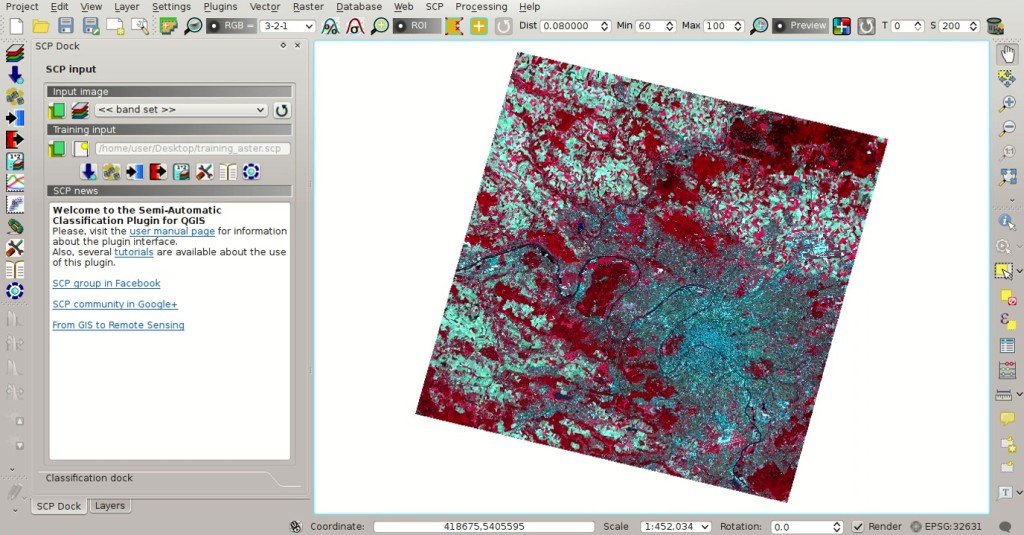 Project Edit View Layer Settings Plugins Vector Raster Database Web SCP Processing Help
RGB = 3-2-1 ROI Dist 0.080000 Min 60 Max 100 Preview T 0 S 200
SCP Dock
SCP input
Input image
<< band set >>
Training input
/home/user/Desktop/training_aster.scp
SCP news
Welcome to the Semi-Automatic
Classification Plugin for QGIS
Please, visit the user manual page for information
about the plugin interface.
Also, several tutorials are available about the use
of this plugin.
SCP group in Facebook
SCP community in Google+
From GIS to Remote Sensing
Classification dock
SCP Dock Layers
Coordinate: 418675,5405595 Scale 1:452,034 Rotation: 0.0 Render EPSG:32631